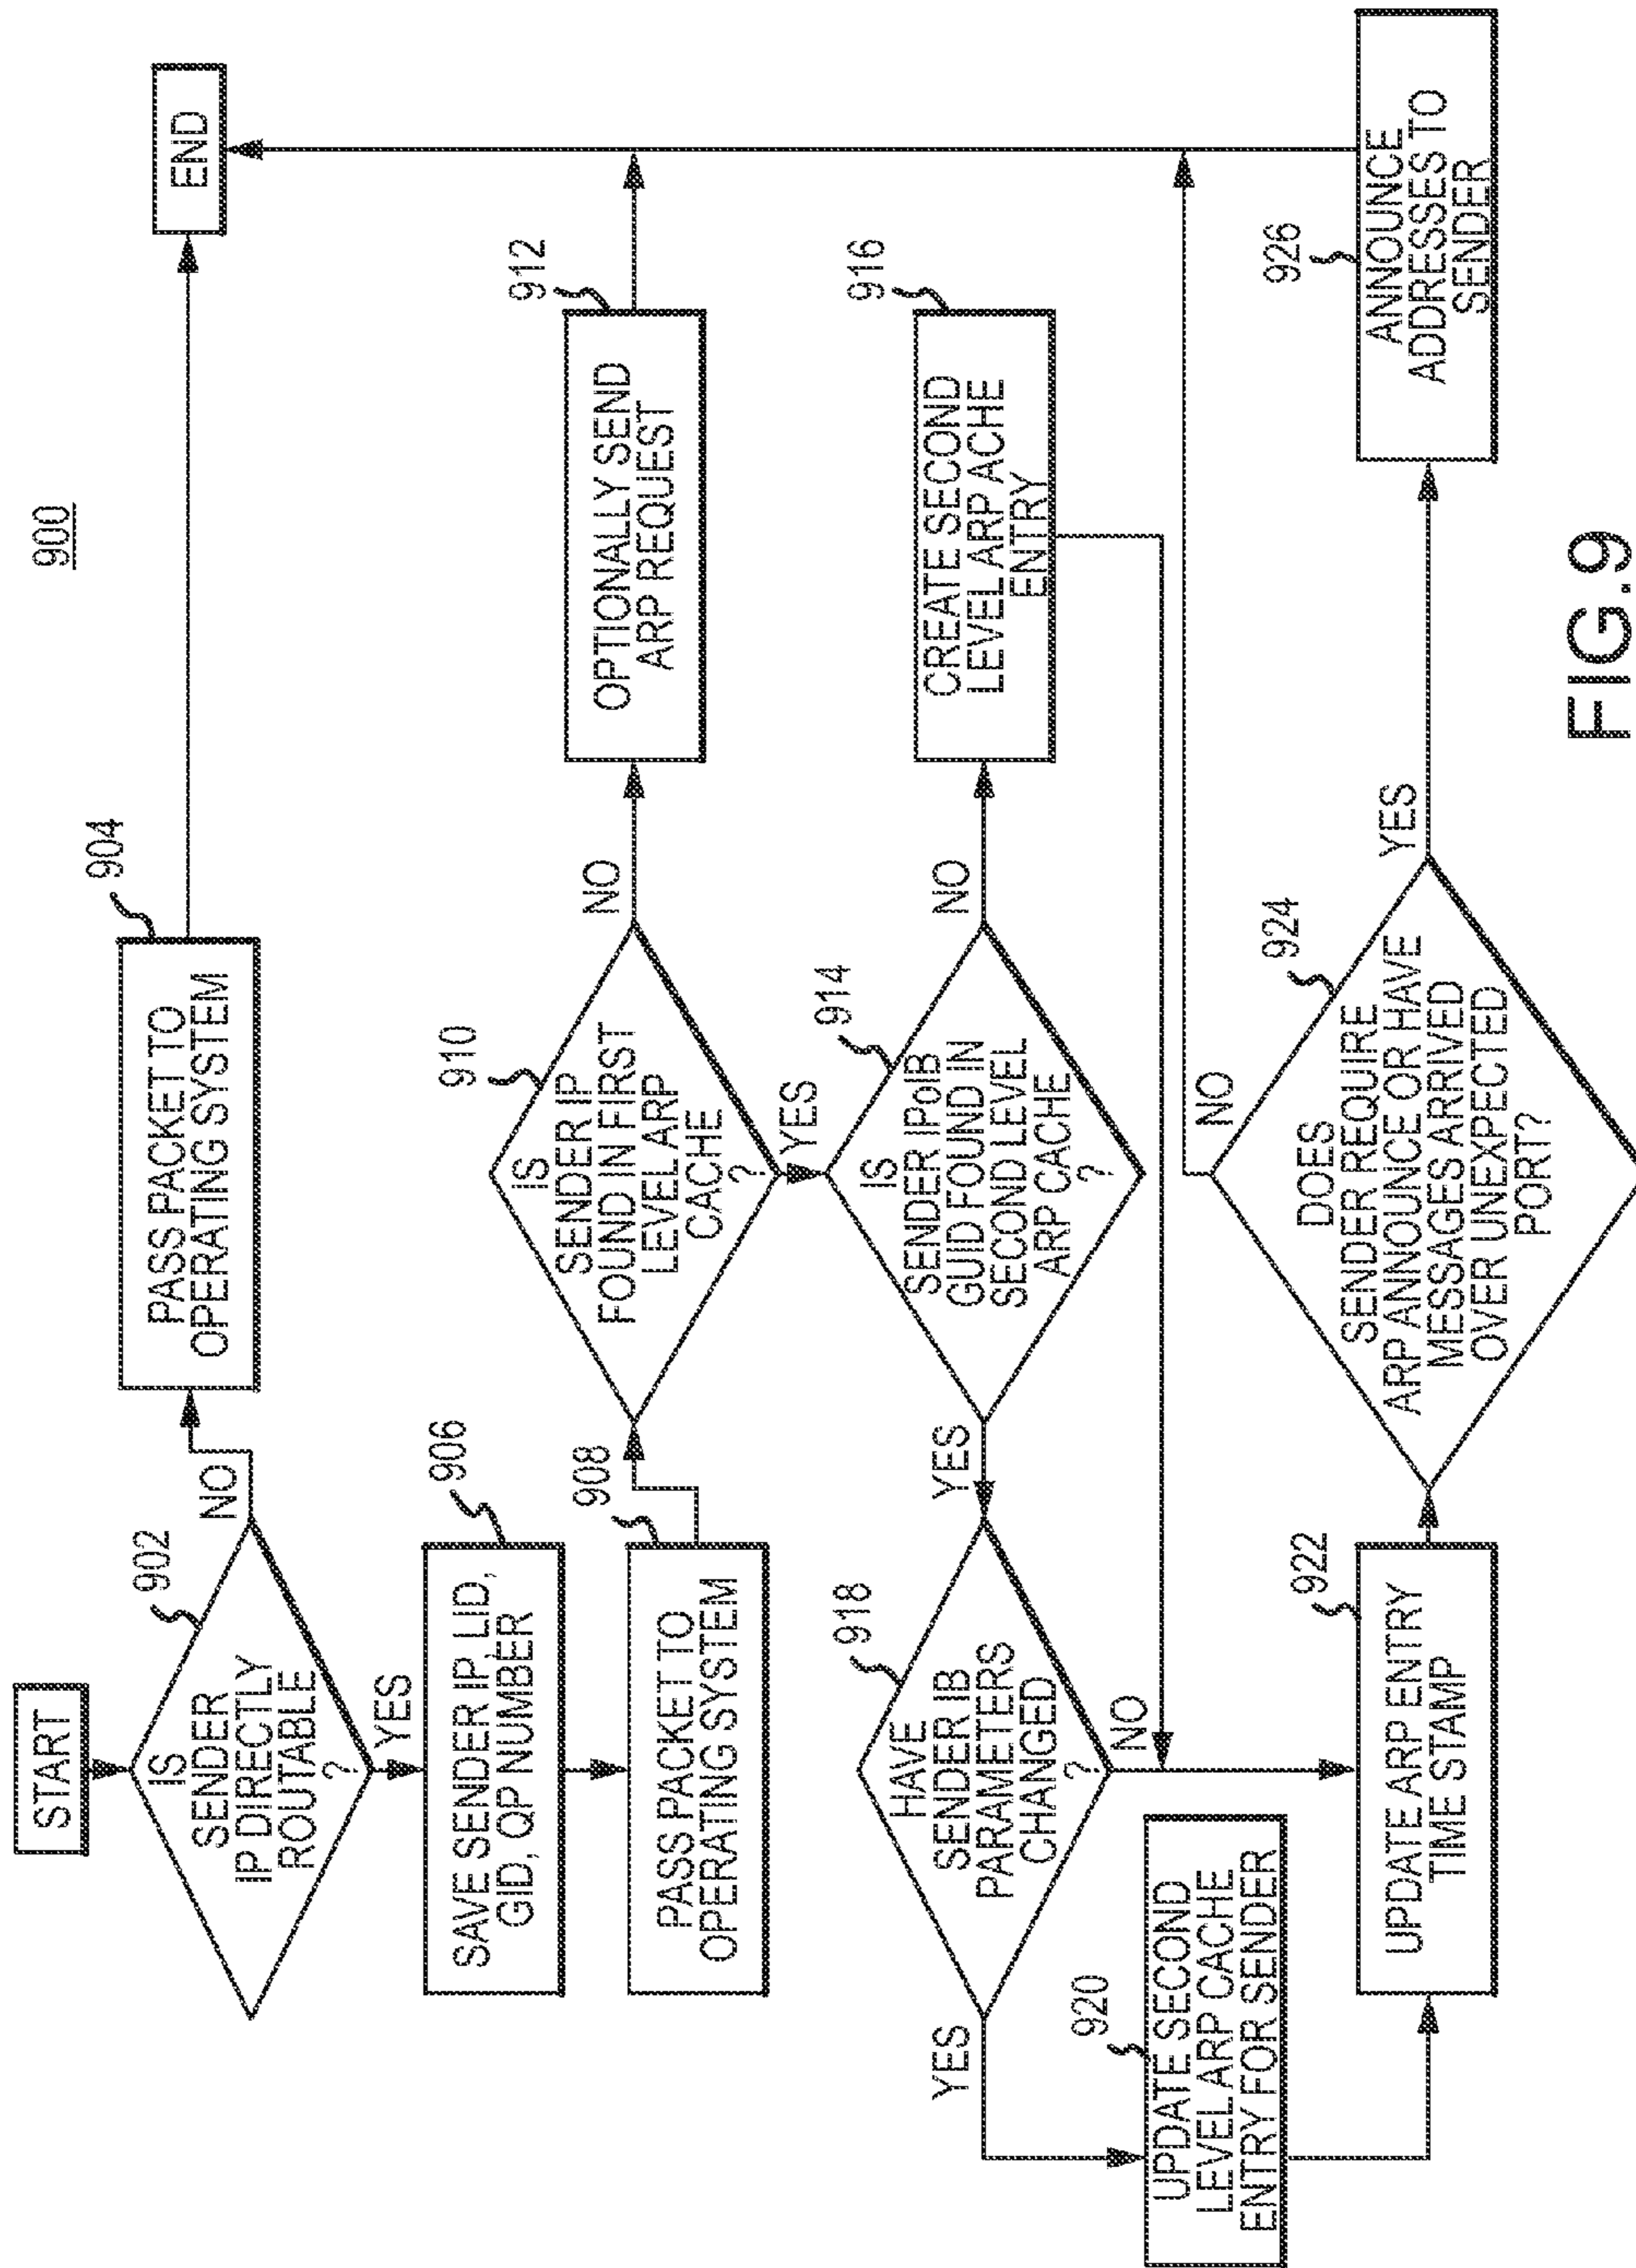 900
START
END
902
IS
SENDER
IP DIRECTLY
ROUTABLE
?
NO
YES
904
PASS PACKET TO
OPERATING SYSTEM
906
SAVE SENDER IP, LID,
GID, QP NUMBER
908
PASS PACKET TO
OPERATING SYSTEM
910
IS
SENDER IP
FOUND IN FIRST
LEVEL ARP
CACHE
?
NO
YES
912
OPTIONALLY SEND
ARP REQUEST
914
IS
SENDER IPoIB
GUID FOUND IN
SECOND LEVEL
ARP CACHE
?
NO
YES
916
CREATE SECOND
LEVEL ARP ACHE
ENTRY
918
HAVE
SENDER IB
PARAMETERS
CHANGED
?
YES
NO
920
UPDATE SECOND
LEVEL ARP CACHE
ENTRY FOR SENDER
922
UPDATE ARP ENTRY
TIME STAMP
924
DOES
SENDER REQUIRE
ARP ANNOUNCE OR HAVE
MESSAGES ARRIVED
OVER UNEXPECTED
PORT?
NO
YES
926
ANNOUNCE
ADDRESSES TO
SENDER
FIG.9